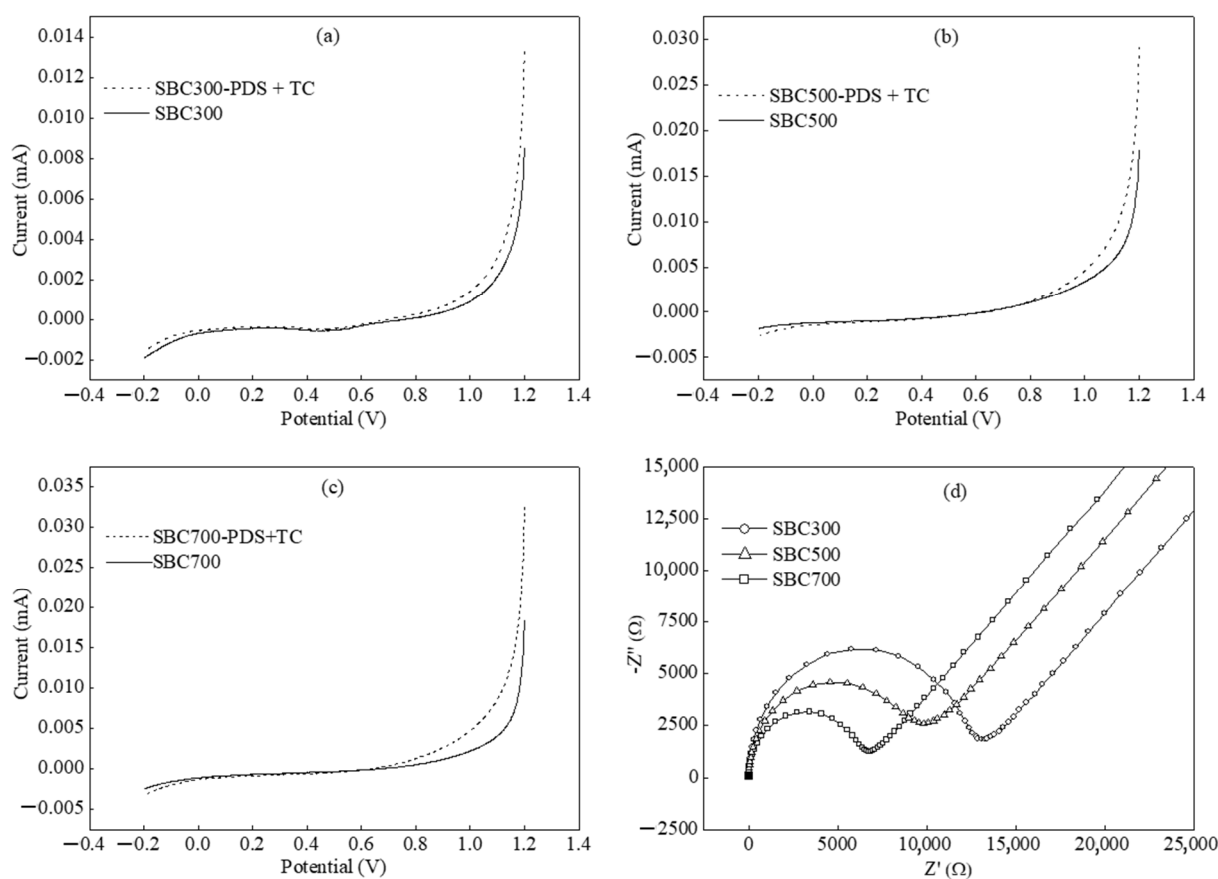 (a)
0.014
0.012
0.010
0.008
0.006
0.004
0.002
0.000
−0.002
Current (mA)
SBC300-PDS + TC
SBC300
−0.4 −0.2 0.0 0.2 0.4 0.6 0.8 1.0 1.2 1.4
Potential (V)
(b)
0.030
0.025
0.020
0.015
0.010
0.005
0.000
−0.005
Current (mA)
SBC500-PDS + TC
SBC500
−0.4 −0.2 0.0 0.2 0.4 0.6 0.8 1.0 1.2 1.4
Potential (V)
(c)
0.035
0.030
0.025
0.020
0.015
0.010
0.005
0.000
−0.005
Current (mA)
SBC700-PDS+TC
SBC700
−0.4 −0.2 0.0 0.2 0.4 0.6 0.8 1.0 1.2 1.4
Potential (V)
(d)
15,000
12,500
10,000
7500
5000
2500
0
−2500
-Z'' (Ω)
SBC300
SBC500
SBC700
0 5000 10,000 15,000 20,000 25,000
Z' (Ω)